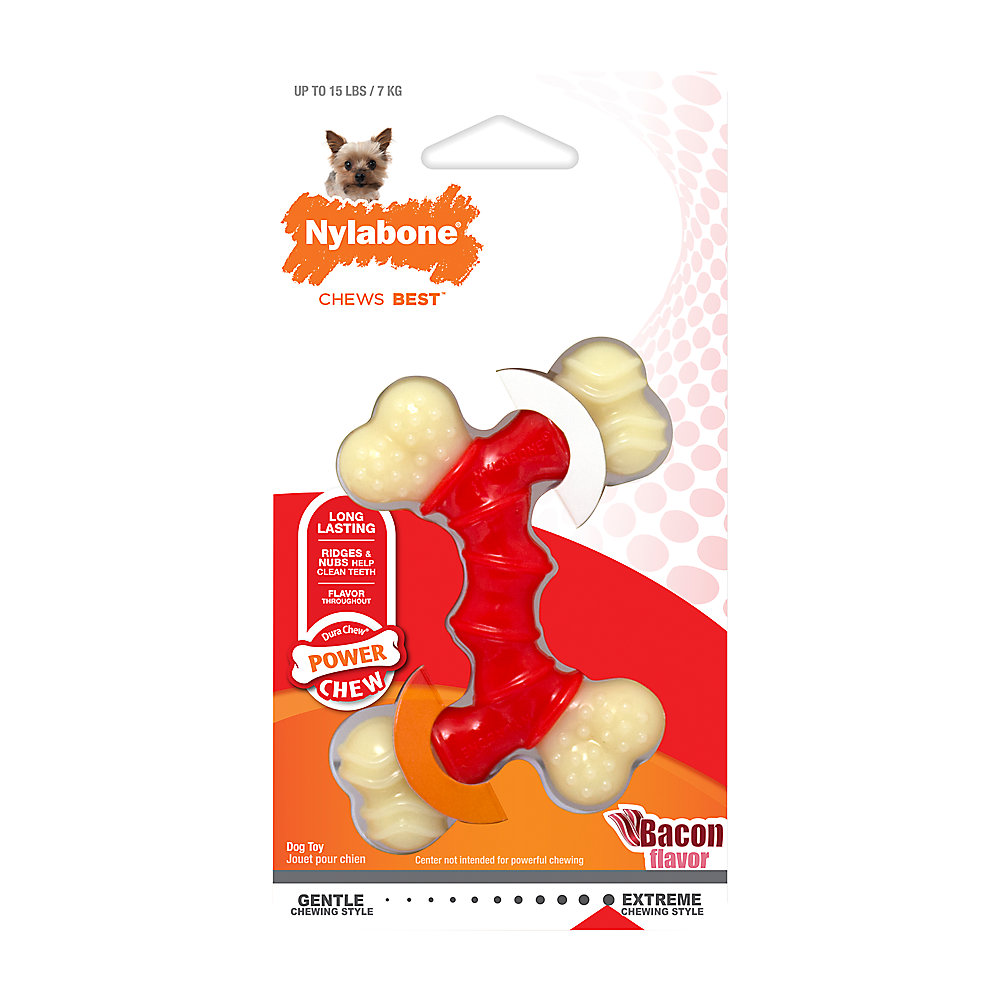 UP TO 15 LBS / 7 KG
Nylabone®
CHEWS BEST™
LONG
LASTING
RIDGES &
NUBS HELP
CLEAN TEETH
FLAVOR
THROUGHOUT
Dura Chew®
POWER
CHEW
Bacon
flavor
Dog Toy
Jouet pour chien
Center not intended for powerful chewing
GENTLE
CHEWING STYLE
EXTREME
CHEWING STYLE